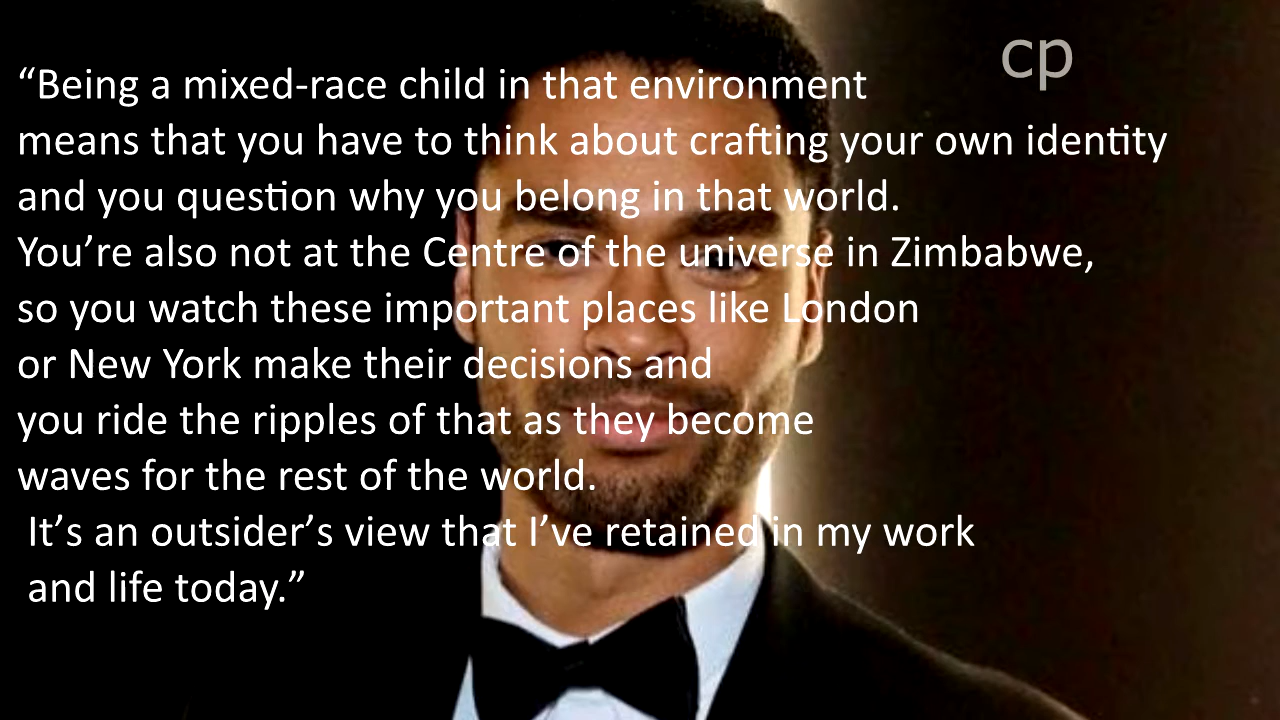 cp
“Being a mixed-race child in that environment
means that you have to think about crafting your own identity
and you question why you belong in that world.
You’re also not at the Centre of the universe in Zimbabwe,
so you watch these important places like London
or New York make their decisions and
you ride the ripples of that as they become
waves for the rest of the world.
It’s an outsider’s view that I’ve retained in my work
and life today.”